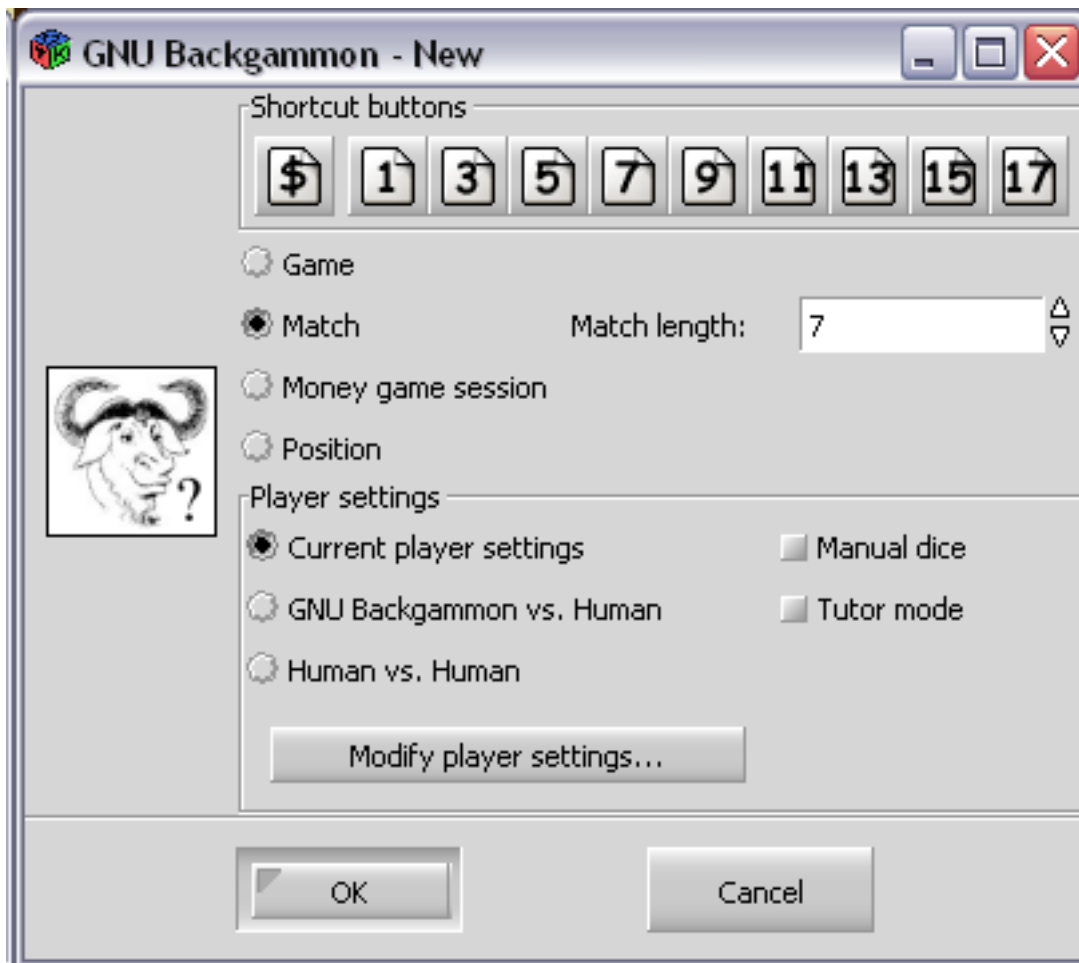 GNU Backgammon - New
Shortcut buttons
$ 1 3 5 7 9 11 13 15 17
Game
Match Match length: 7
Money game session
Position
?
Player settings
Current player settings Manual dice
GNU Backgammon vs. Human Tutor mode
Human vs. Human
Modify player settings...
OK Cancel